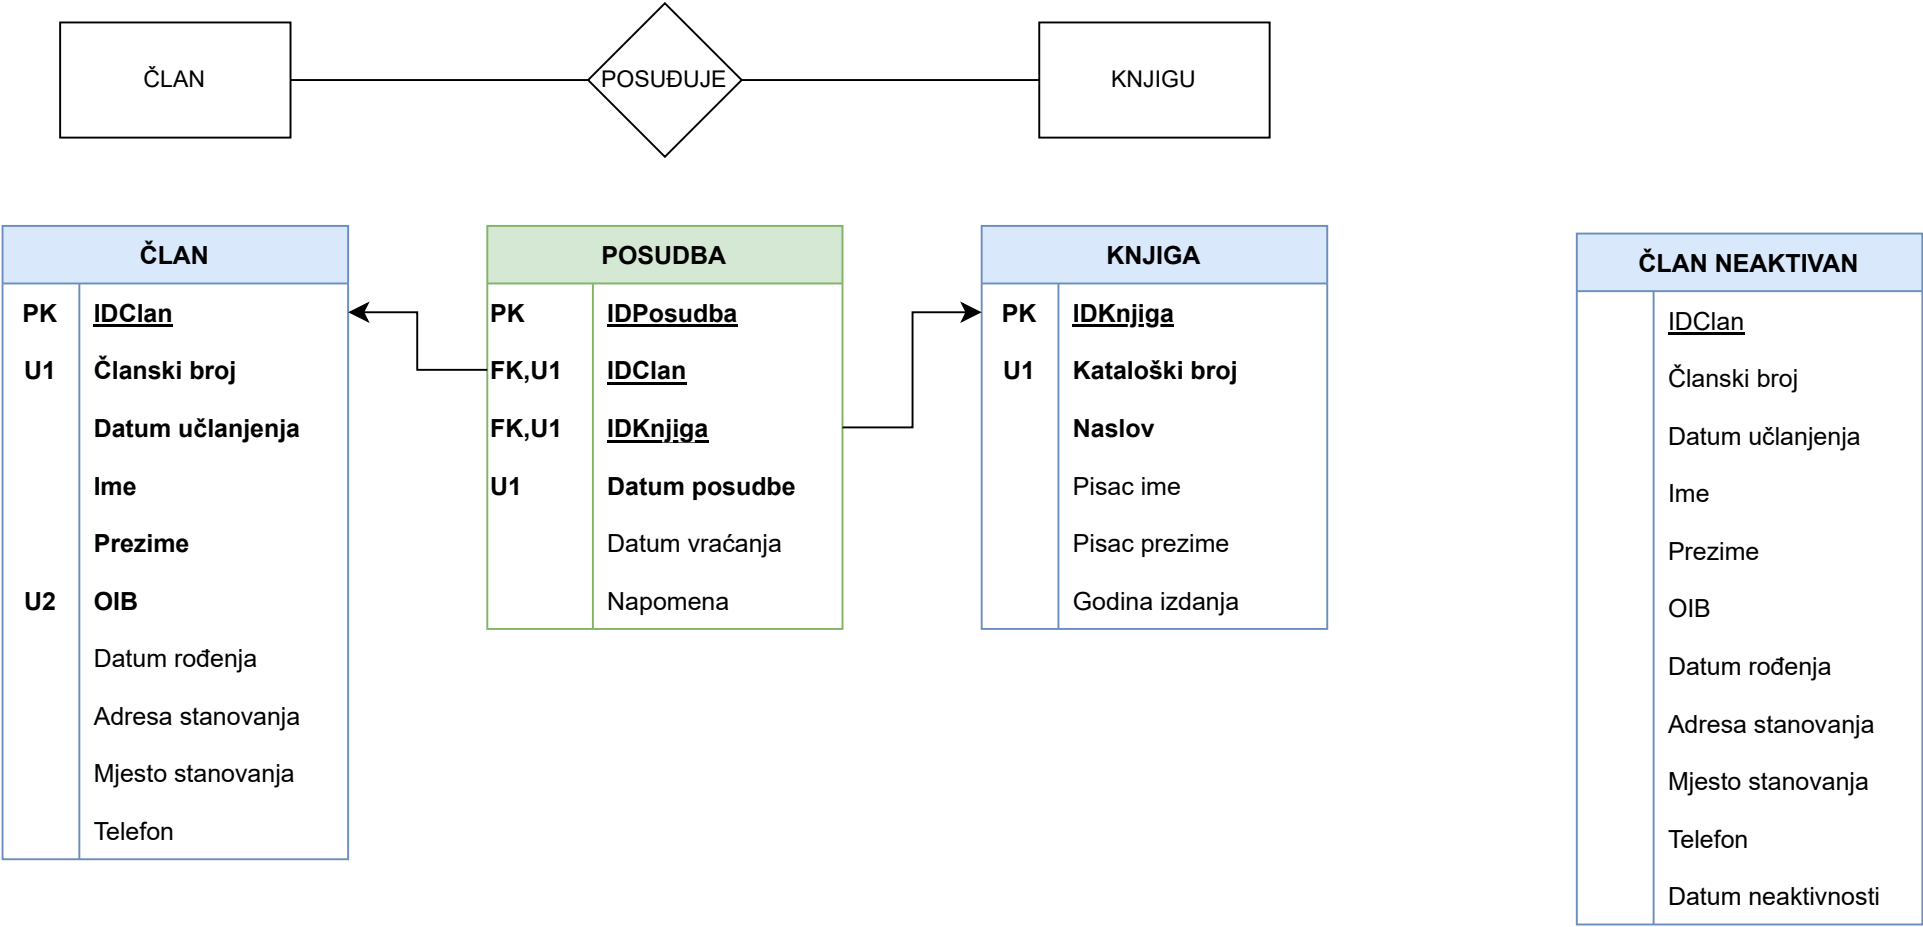 ČLAN
POSUĐUJE
KNJIGU
ČLAN
PK IDClan
U1 Članski broj
Datum učlanjenja
Ime
Prezime
U2 OIB
Datum rođenja
Adresa stanovanja
Mjesto stanovanja
Telefon
POSUDBA
PK IDPosudba
FK,U1 IDClan
FK,U1 IDKnjiga
U1 Datum posudbe
Datum vraćanja
Napomena
KNJIGA
PK IDKnjiga
U1 Kataloški broj
Naslov
Pisac ime
Pisac prezime
Godina izdanja
ČLAN NEAKTIVAN
IDClan
Članski broj
Datum učlanjenja
Ime
Prezime
OIB
Datum rođenja
Adresa stanovanja
Mjesto stanovanja
Telefon
Datum neaktivnosti